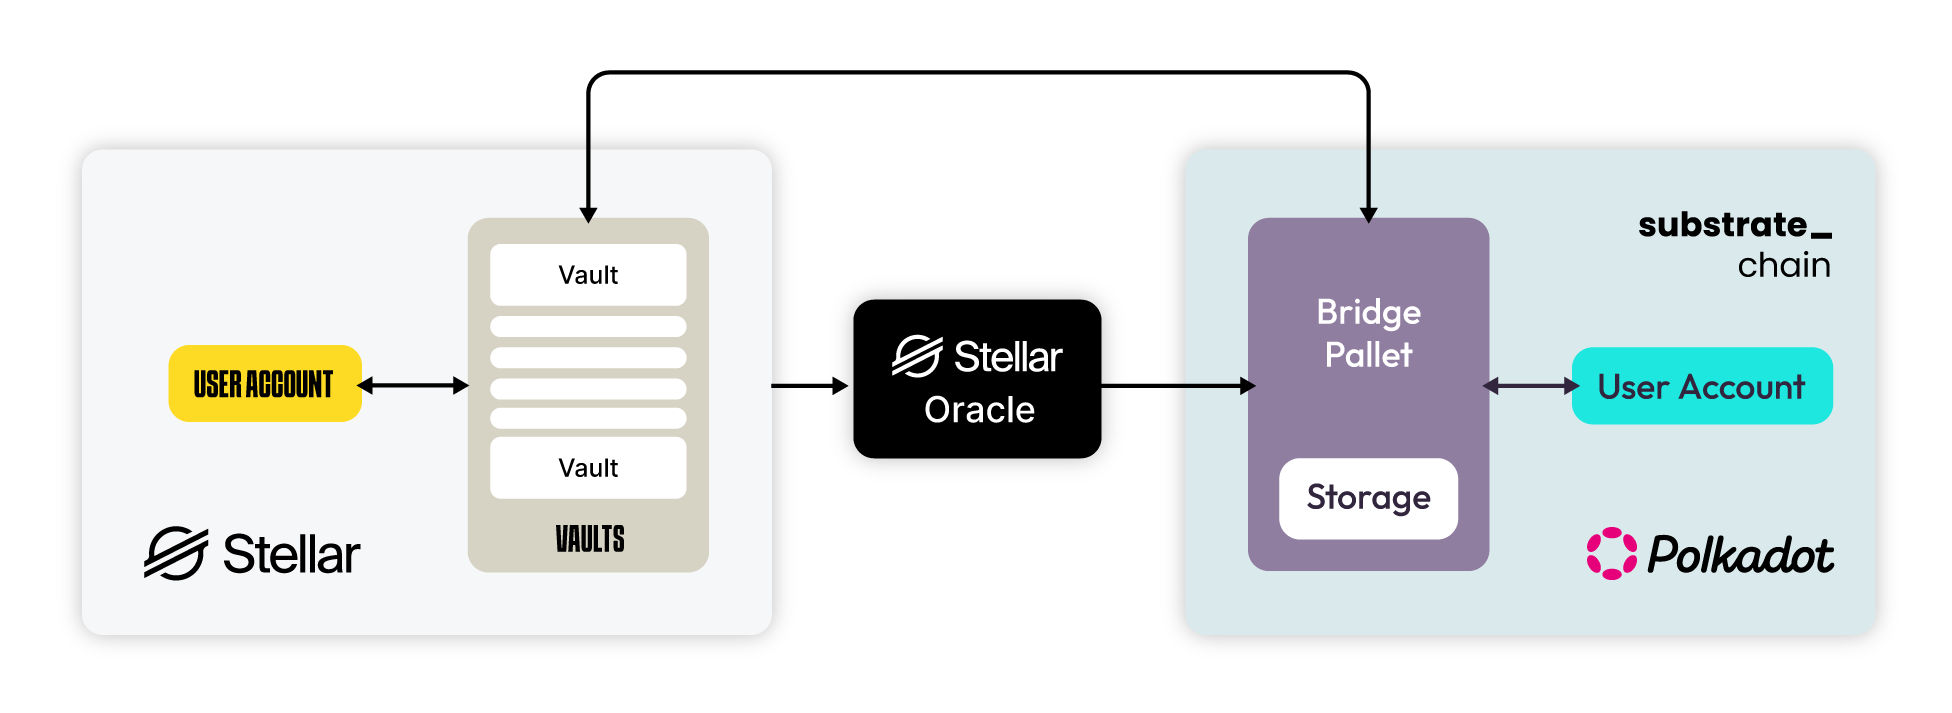 USER ACCOUNT
Stellar
Vault
Vault
VAULTS
Stellar
Oracle
Bridge
Pallet
Storage
substrate_
chain
User Account
Polkadot